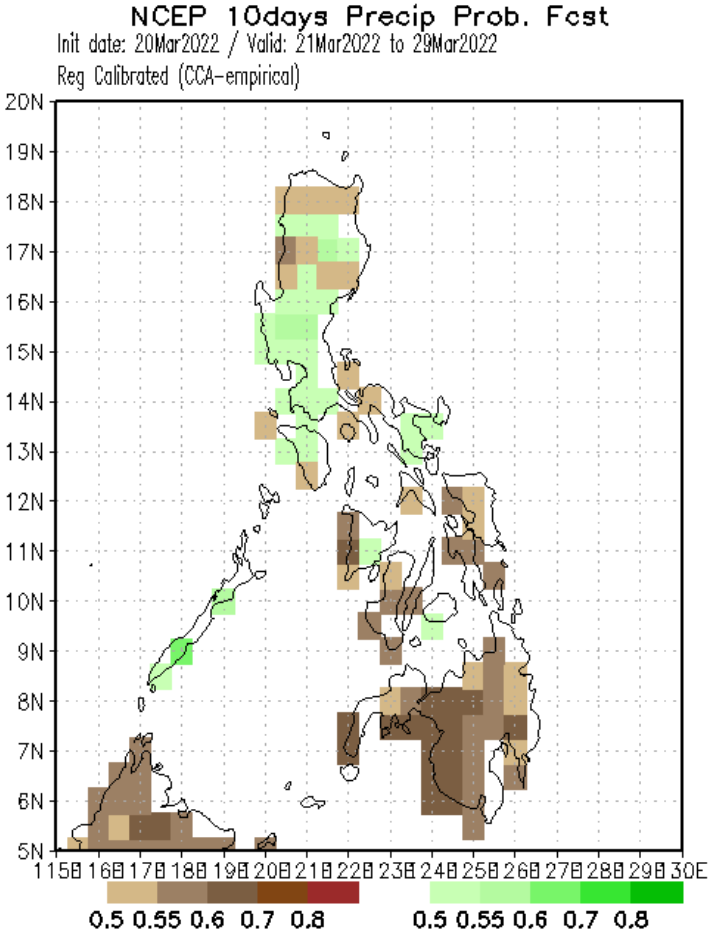 NCEP 10days Precip Prob. Fcst
Init date: 20Mar2022 / Valid: 21Mar2022 to 29Mar2022
Reg Calibrated (CCA-empirical)
20N
19N
18N
17N
16N
15N
14N
13N
12N
11N
10N
9N
8N
7N
6N
5N
115E 116E 117E 118E 119E 120E 121E 122E 123E 124E 125E 126E 127E 128E 129E 130E
0.5 0.55 0.6 0.7 0.8 0.5 0.55 0.6 0.7 0.8